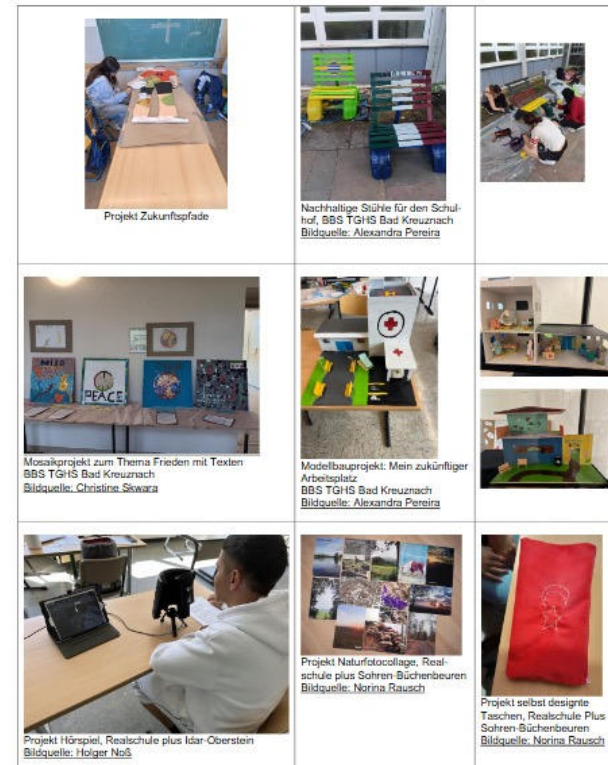 Projekt Zukunftspfade
Nachhaltige Stühle für den Schul-
hof, BBS TGHS Bad Kreuznach
Bildquelle: Alexandra Pereira
PEACE
Mosaikprojekt zum Thema Frieden mit Texten
BBS TGHS Bad Kreuznach
Bildquelle: Christine Skwara
Modellbauprojekt: Mein zukünftiger
Arbeitsplatz
BBS TGHS Bad Kreuznach
Bildquelle: Alexandra Pereira
Projekt Hörspiel, Realschule plus Idar-Oberstein
Bildquelle: Holger Noß
Projekt Naturfotocollage, Real-
schule plus Sohren-Büchenbeuren
Bildquelle: Norina Rausch
Projekt selbst designte
Taschen, Realschule Plus
Sohren-Büchenbeuren
Bildquelle: Norina Rausch